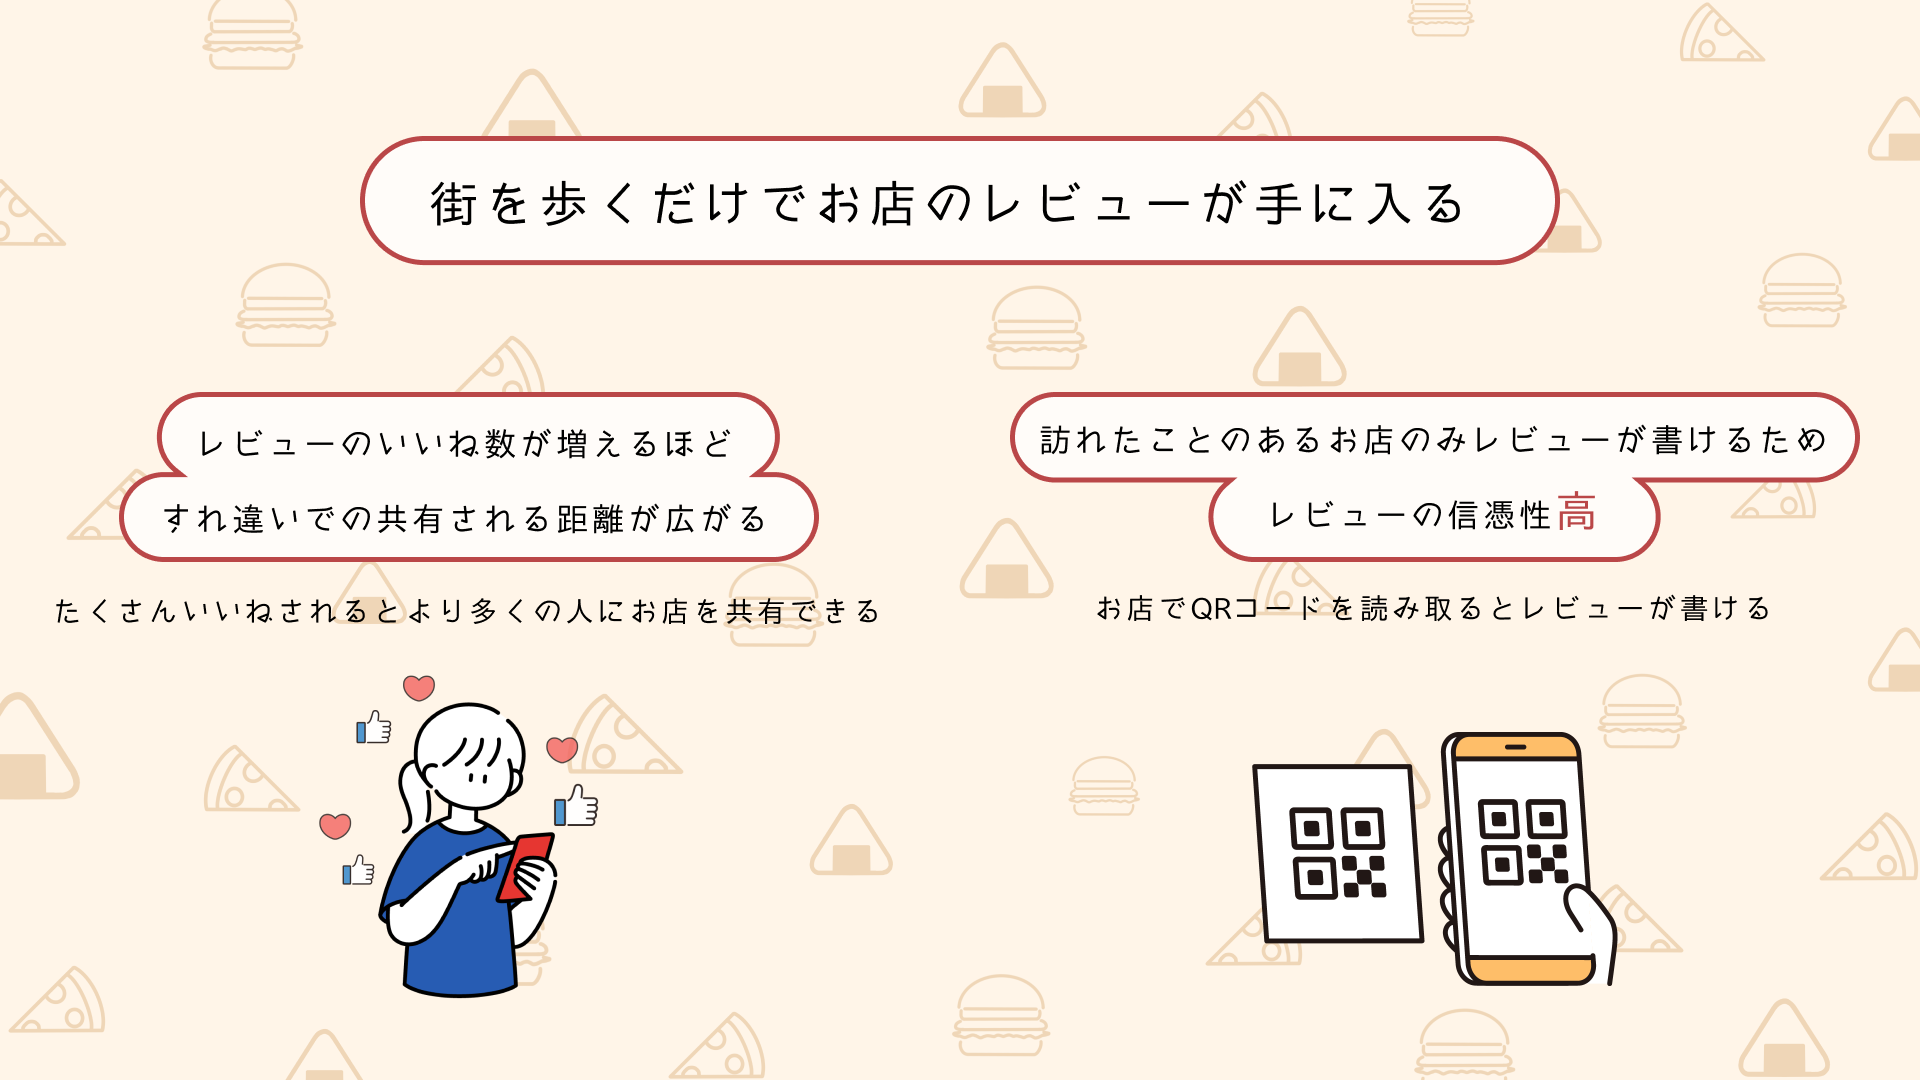 街を歩くだけでお店のレビューが手に入る
レビューのいいね数が増えるほど
すれ違いでの共有される距離が広がる
たくさんいいねされるとより多くの人にお店を共有できる
訪れたことのあるお店のみレビューが書けるため
レビューの信憑性高
お店でQRコードを読み取るとレビューが書ける